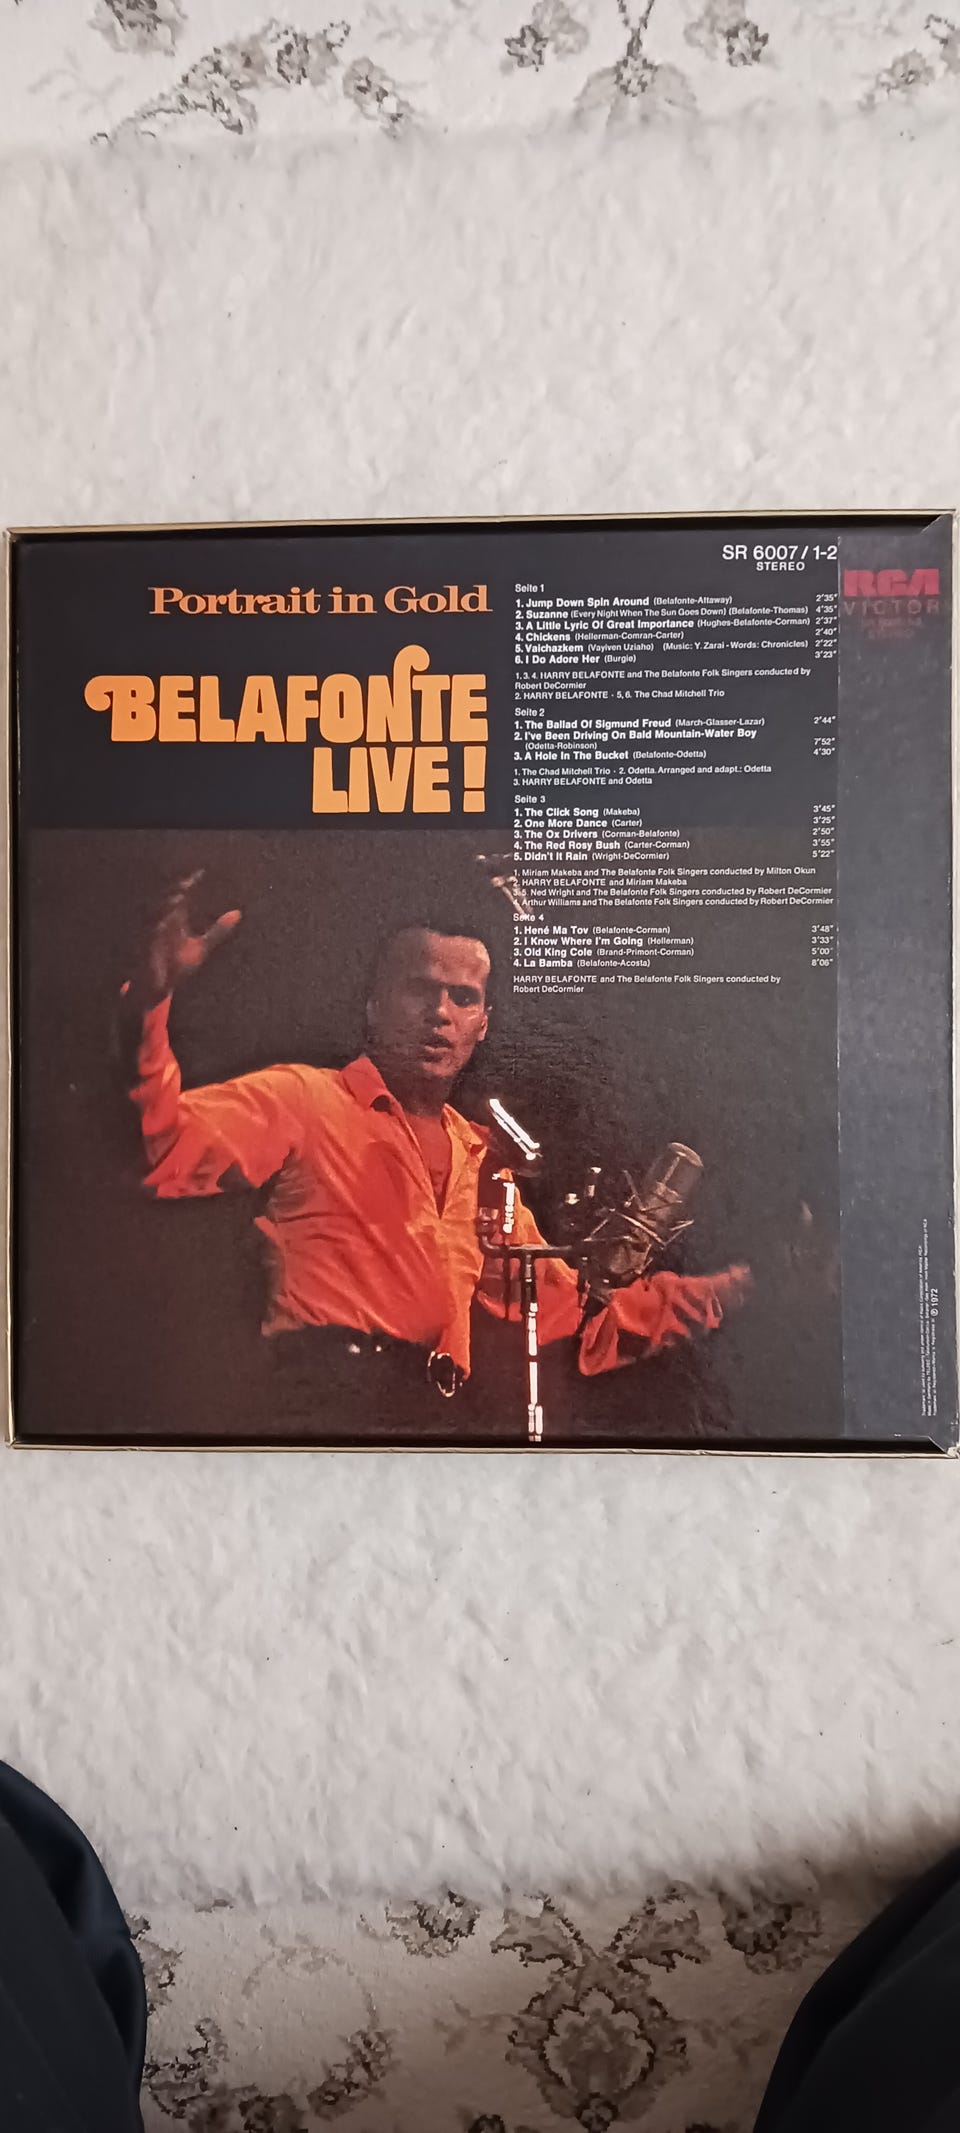 SR 6007/1-2
STEREO
RCA
VICTOR
STEREO
Portrait in Gold
BELAFONTE
LIVE!
Seite 1
1. Jump Down Spin Around (Belafonte-Attaway) 2'35"
2. Suzanne (Every Night When The Sun Goes Down) (Belafonte-Thomas) 4'35"
3. A Little Lyric Of Great Importance (Hughes-Belafonte-Corman) 2'37"
4. Chickens (Hellerman-Comran-Carter) 2'40"
5. Vaichazkem (Vayiven Uziaho) (Music: Y. Zarai - Words: Chronicles) 2'22"
6. I Do Adore Her (Burgie) 3'23"
1. 3. 4. HARRY BELAFONTE and The Belafonte Folk Singers conducted by
Robert DeCormier
2. HARRY BELAFONTE · 5, 6. The Chad Mitchell Trio
Seite 2
1. The Ballad Of Sigmund Freud (March-Glasser-Lazar) 2'44"
2. I've Been Driving On Bald Mountain-Water Boy
(Odetta-Robinson) 7'52"
3. A Hole In The Bucket (Belafonte-Odetta) 4'30"
1. The Chad Mitchell Trio · 2. Odetta. Arranged and adapt.: Odetta
3. HARRY BELAFONTE and Odetta
Seite 3
1. The Click Song (Makeba) 3'45"
2. One More Dance (Carter) 3'25"
3. The Ox Drivers (Corman-Belafonte) 2'50"
4. The Red Rosy Bush (Carter-Corman) 3'55"
5. Didn't It Rain (Wright-DeCormier) 5'22"
1. Miriam Makeba and The Belafonte Folk Singers conducted by Milton Okun
2. HARRY BELAFONTE and Miriam Makeba
3. 5. Ned Wright and The Belafonte Folk Singers conducted by Robert DeCormier
4. Arthur Williams and The Belafonte Folk Singers conducted by Robert DeCormier
Seite 4
1. Hené Ma Tov (Belafonte-Corman) 3'48"
2. I Know Where I'm Going (Hellerman) 3'33"
3. Old King Cole (Brand-Primont-Corman) 5'00"
4. La Bamba (Belafonte-Acosta) 8'06"
HARRY BELAFONTE and The Belafonte Folk Singers conducted by
Robert DeCormier
℗ 1972